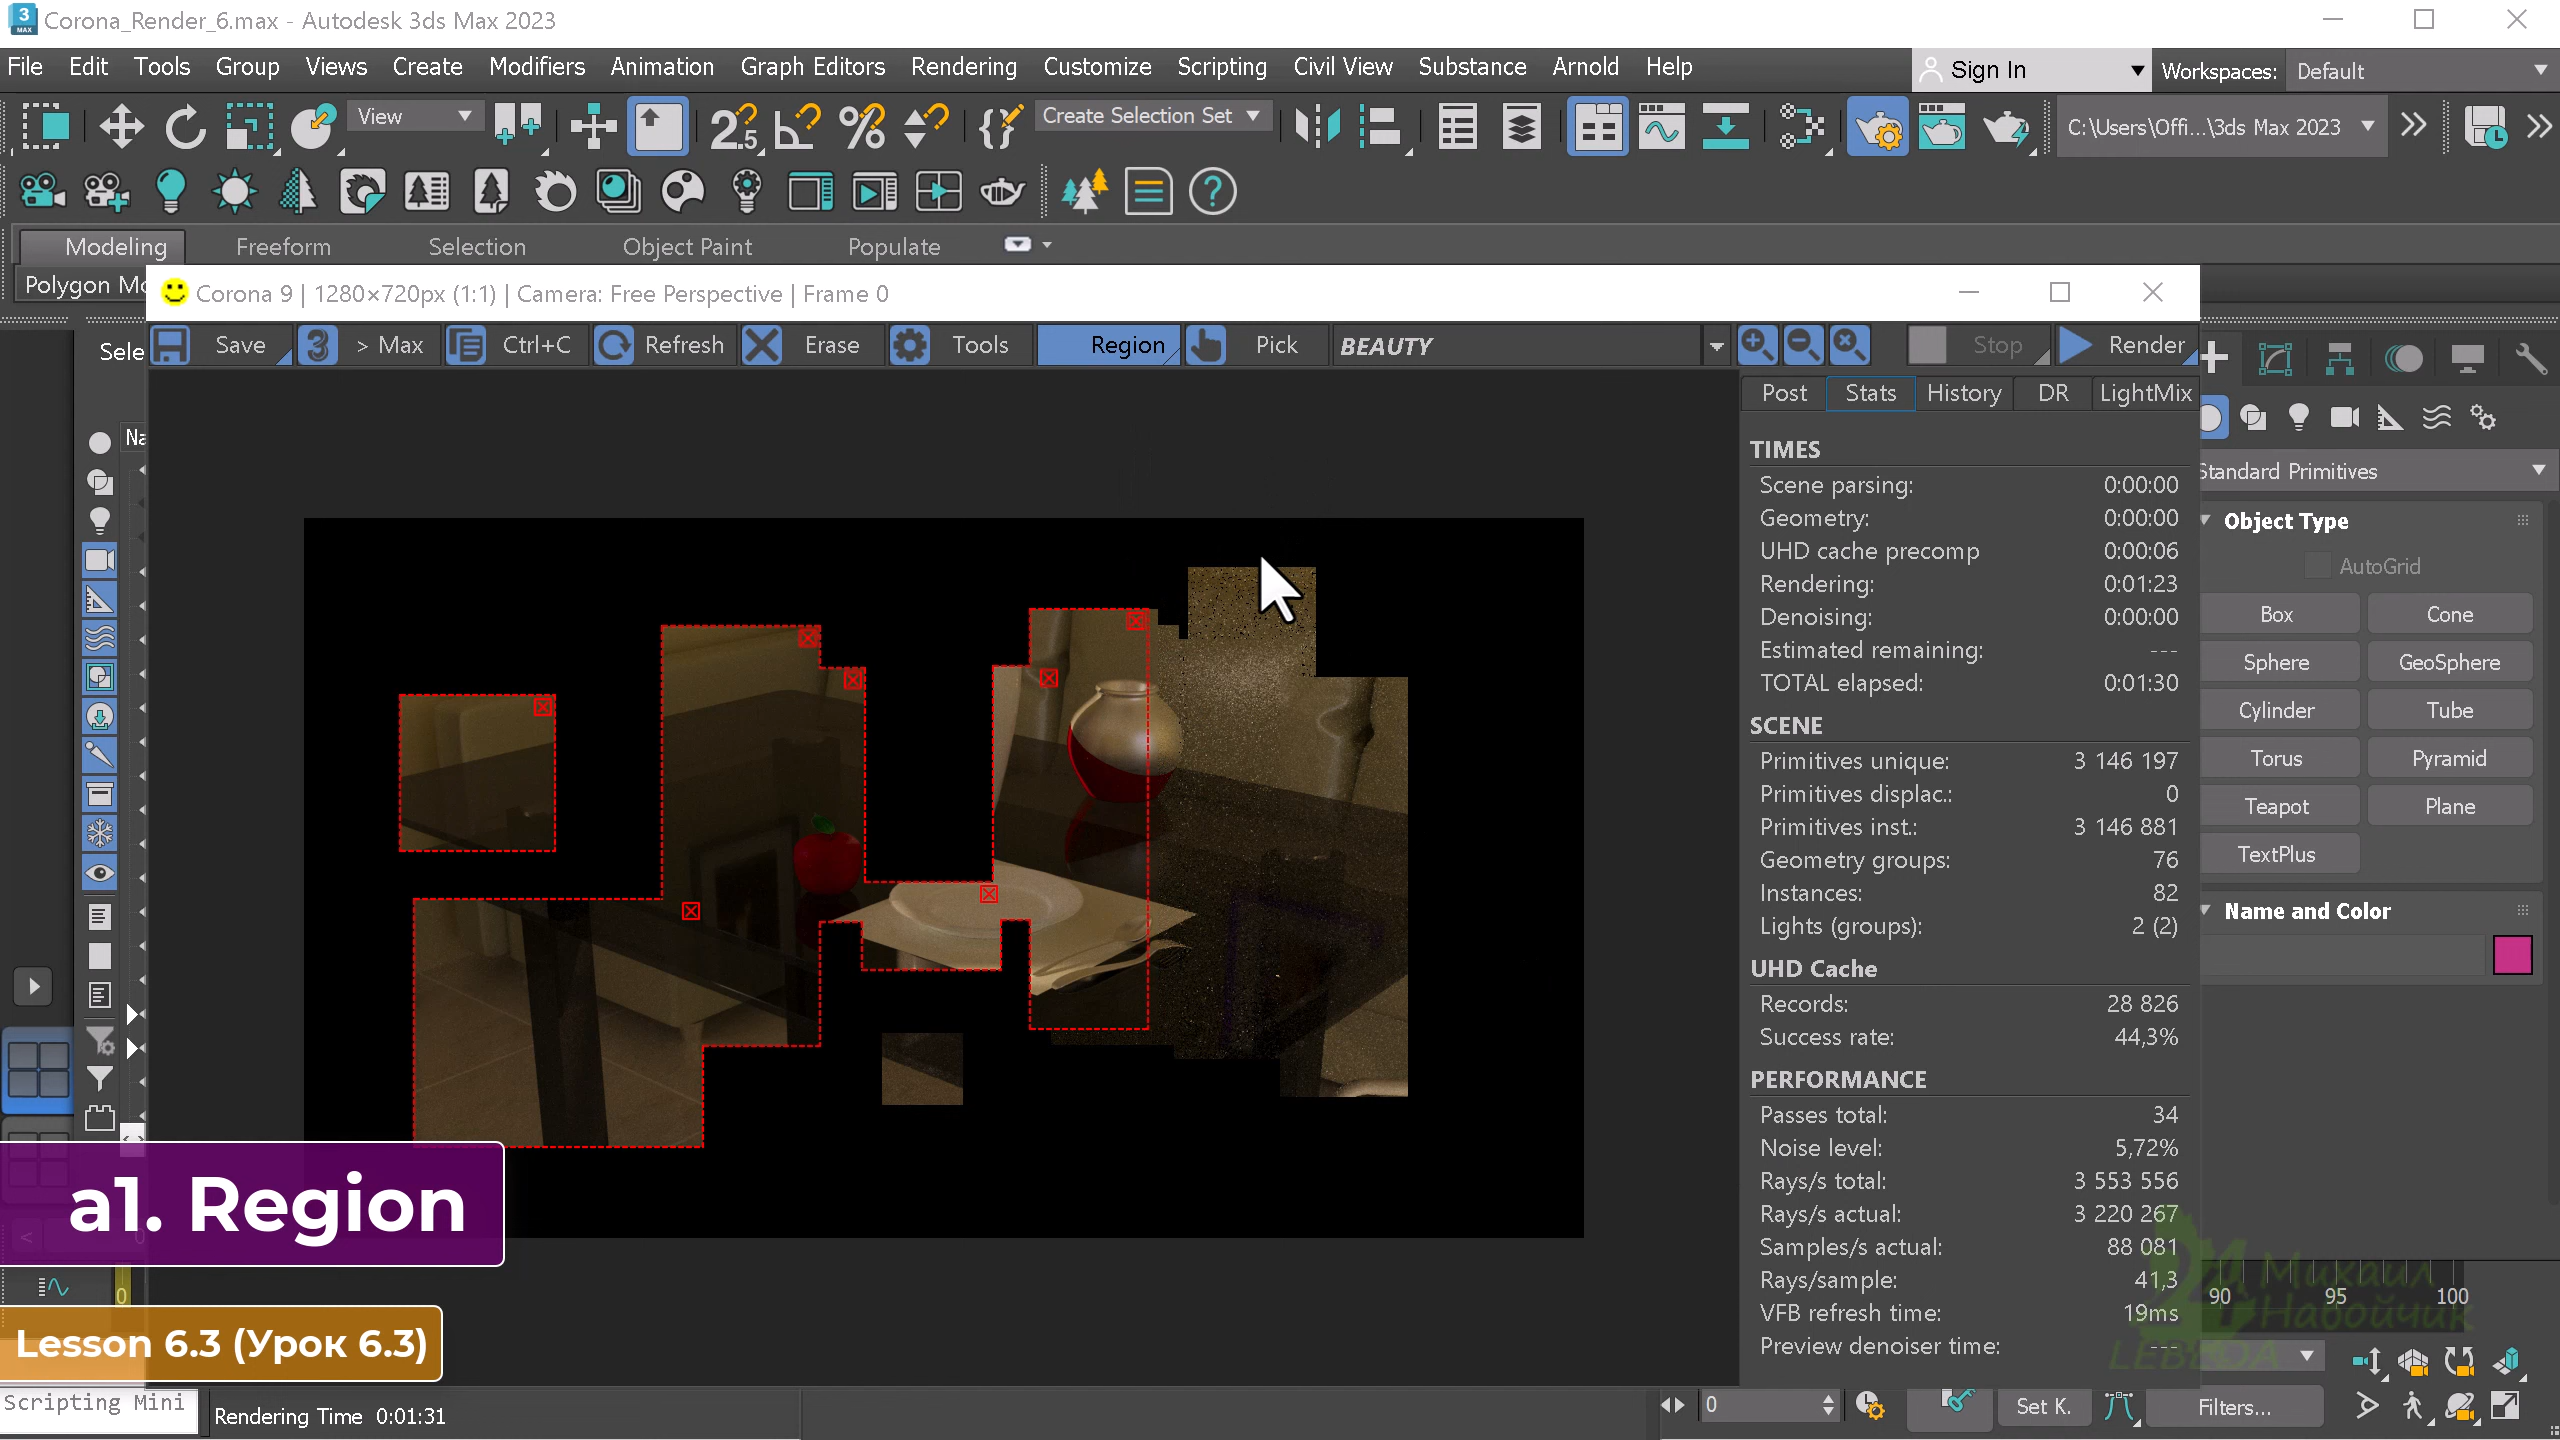 Corona_Render_6.max - Autodesk 3ds Max 2023
File Edit Tools Group Views Create Modifiers Animation Graph Editors Rendering Customize Scripting Civil View Substance Arnold Help Sign In Workspaces: Default
View 2.5 Create Selection Set C:\Users\Offi...\3ds Max 2023
Modeling Freeform Selection Object Paint Populate
Polygon Mo
Corona 9 | 1280×720px (1:1) | Camera: Free Perspective | Frame 0
Sele
Save 3 > Max Ctrl+C Refresh Erase Tools Region Pick BEAUTY Stop Render
Post Stats History DR LightMix
Na
TIMES
Scene parsing: 0:00:00
Geometry: 0:00:00
UHD cache precomp 0:00:06
Rendering: 0:01:23
Denoising: 0:00:00
Estimated remaining: ---
TOTAL elapsed: 0:01:30
SCENE
Primitives unique: 3 146 197
Primitives displac.: 0
Primitives inst.: 3 146 881
Geometry groups: 76
Instances: 82
Lights (groups): 2 (2)
UHD Cache
Records: 28 826
Success rate: 44,3%
PERFORMANCE
Passes total: 34
Noise level: 5,72%
Rays/s total: 3 553 556
Rays/s actual: 3 220 267
Samples/s actual: 88 081
Rays/sample: 41,3
VFB refresh time: 19ms
Preview denoiser time: ---
Standard Primitives
Object Type
AutoGrid
Box Cone
Sphere GeoSphere
Cylinder Tube
Torus Pyramid
Teapot Plane
TextPlus
Name and Color
a1. Region
Lesson 6.3 (Урок 6.3)
0
90 95 100
Михаил
Набойчик
Scripting Mini
Rendering Time 0:01:31
0
Set K.
Filters...